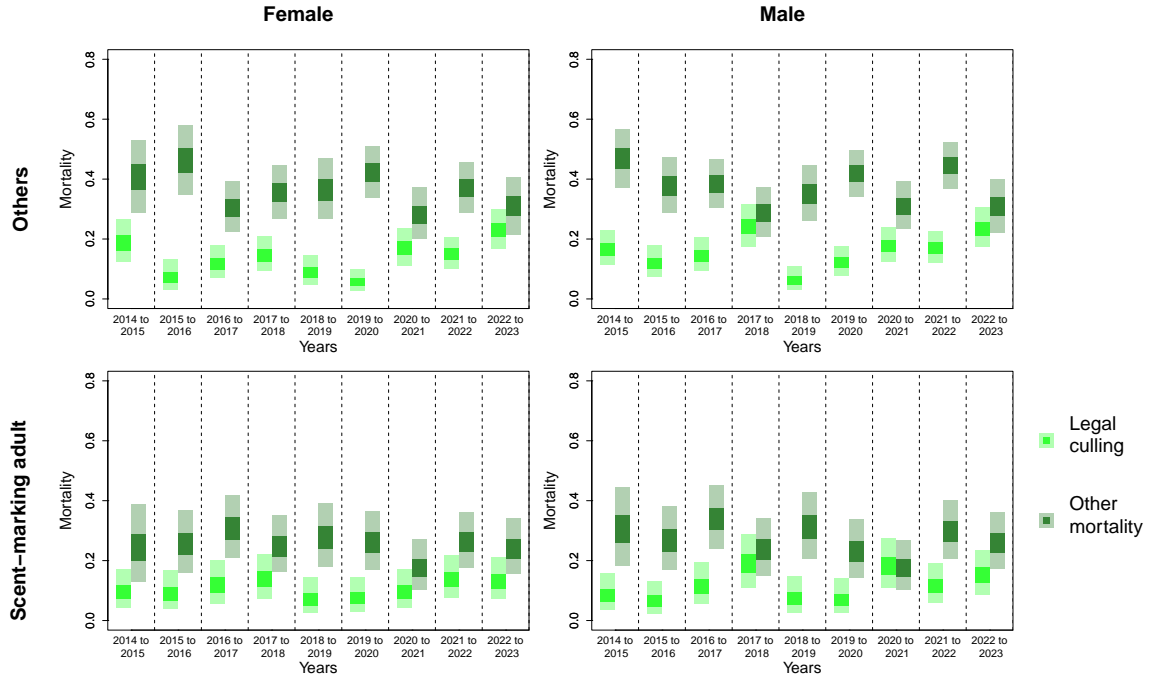 Female
Male
Others
Mortality
0.0
0.2
0.4
0.6
0.8
2014 to
2015
2015 to
2016
2016 to
2017
2017 to
2018
2018 to
2019
2019 to
2020
2020 to
2021
2021 to
2022
2022 to
2023
Years
Mortality
0.0
0.2
0.4
0.6
0.8
2014 to
2015
2015 to
2016
2016 to
2017
2017 to
2018
2018 to
2019
2019 to
2020
2020 to
2021
2021 to
2022
2022 to
2023
Years
Scent−marking adult
Mortality
0.0
0.2
0.4
0.6
0.8
2014 to
2015
2015 to
2016
2016 to
2017
2017 to
2018
2018 to
2019
2019 to
2020
2020 to
2021
2021 to
2022
2022 to
2023
Years
Mortality
0.0
0.2
0.4
0.6
0.8
2014 to
2015
2015 to
2016
2016 to
2017
2017 to
2018
2018 to
2019
2019 to
2020
2020 to
2021
2021 to
2022
2022 to
2023
Years
Legal
culling
Other
mortality